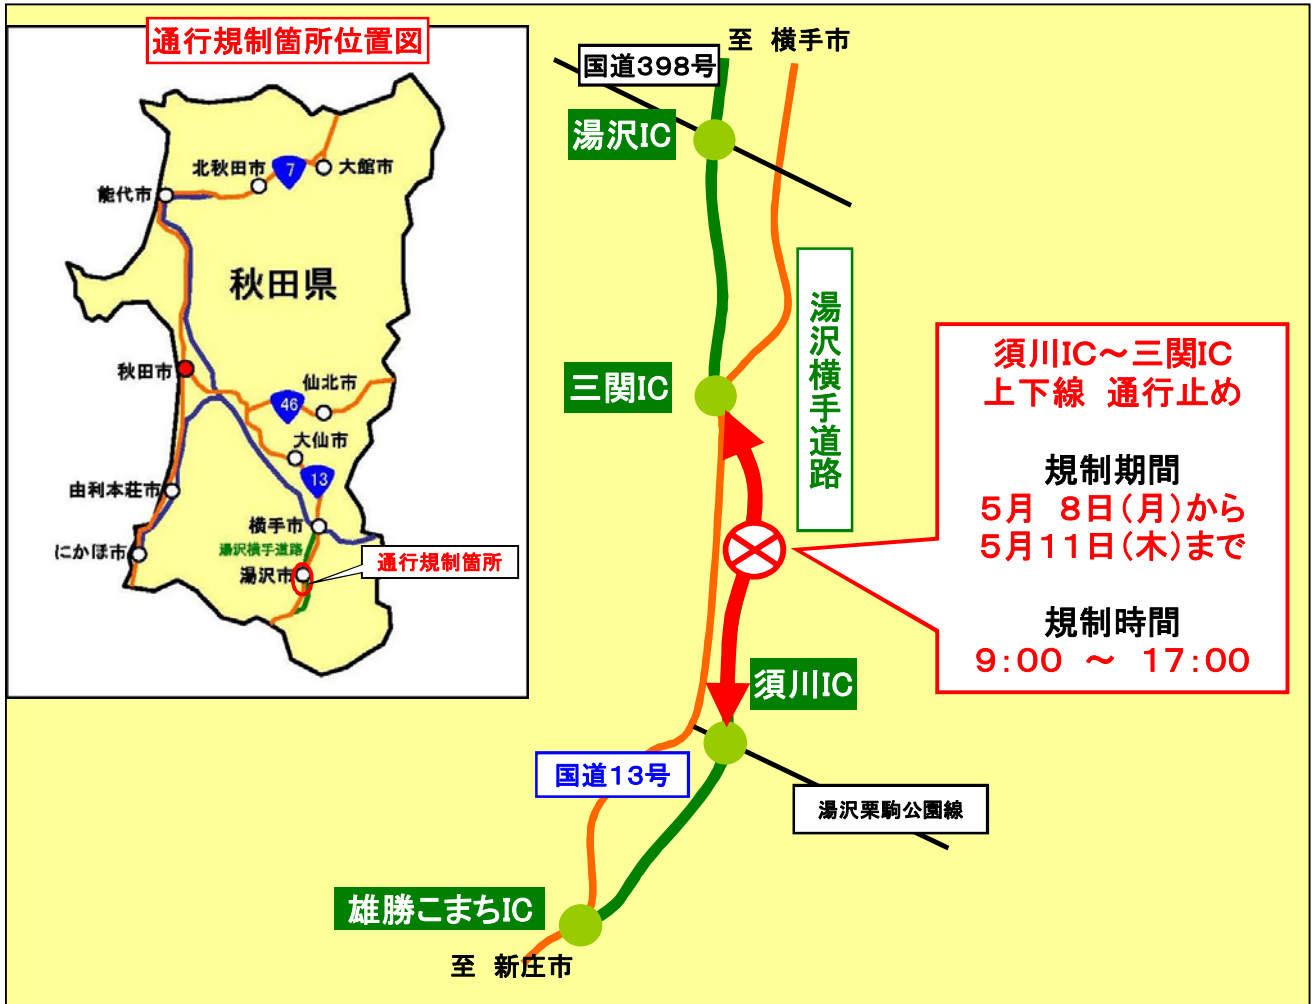 通行規制箇所位置図
北秋田市
7
大館市
能代市
秋田県
秋田市
仙北市
46
大仙市
13
由利本荘市
横手市
にかほ市
湯沢横手道路
湯沢市
通行規制箇所
至 横手市
国道398号
湯沢IC
三関IC
湯沢横手道路
須川IC～三関IC
上下線 通行止め
規制期間
5月 8日(月)から
5月11日(木)まで
規制時間
9:00 ～ 17:00
須川IC
国道13号
湯沢栗駒公園線
雄勝こまちIC
至 新庄市